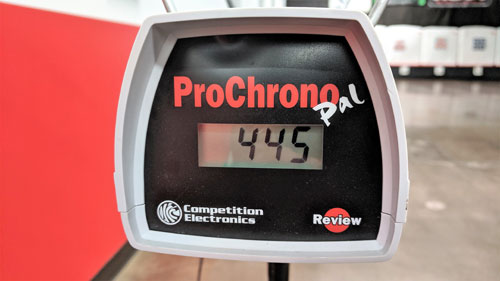 ProChrono
Pal
445
Competition
Electronics
Review